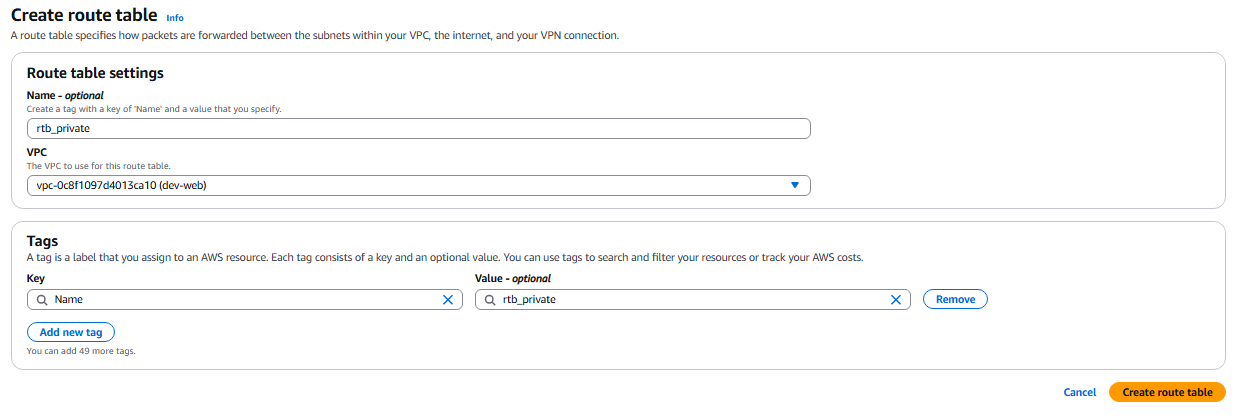 Create route table Info
A route table specifies how packets are forwarded between the subnets within your VPC, the internet, and your VPN connection.
Route table settings
Name - optional
Create a tag with a key of 'Name' and a value that you specify.
rtb_private
VPC
The VPC to use for this route table.
vpc-0c8f1097d4013ca10 (dev-web)
Tags
A tag is a label that you assign to an AWS resource. Each tag consists of a key and an optional value. You can use tags to search and filter your resources or track your AWS costs.
Key Value - optional
Name rtb_private Remove
Add new tag
You can add 49 more tags.
Cancel Create route table